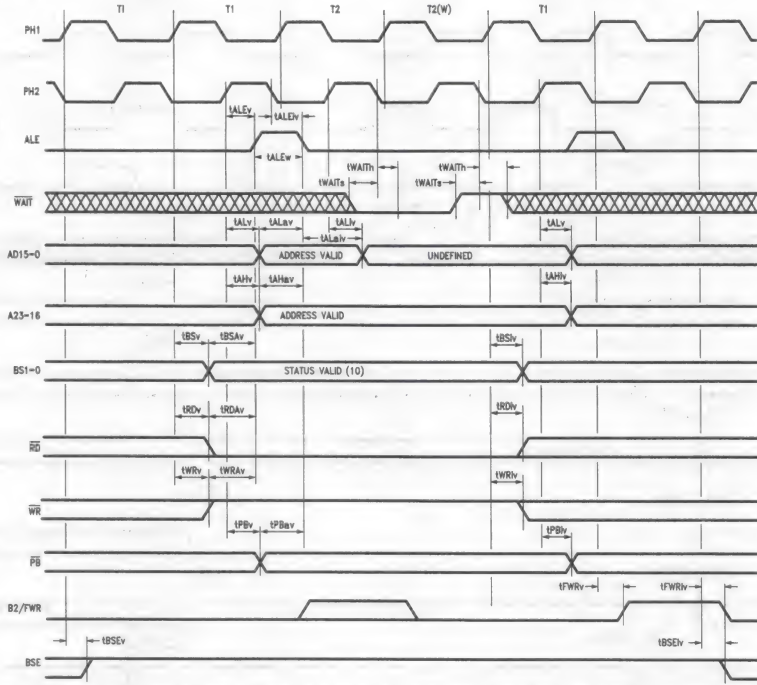 TI T1 T2 T2(W) T1
PH1
PH2
tALEv tALEiv
ALE
tALEw
tWAITh tWAITh
tWAITs tWAITs
WAIT
tALv tALav tALiv tALv
tALaiv
AD15-0 ADDRESS VALID UNDEFINED
tAHv tAHav tAHiv
A23-16 ADDRESS VALID
tBSv tBSAv tBSiv
BS1-0 STATUS VALID (10)
tRDv tRDAv tRDiv
RD
tWRv tWRAv tWRiv
WR
tPBv tPBav tPBiv
PB
tFWRv tFWRiv
B2/FWR
tBSEv tBSEiv
BSE